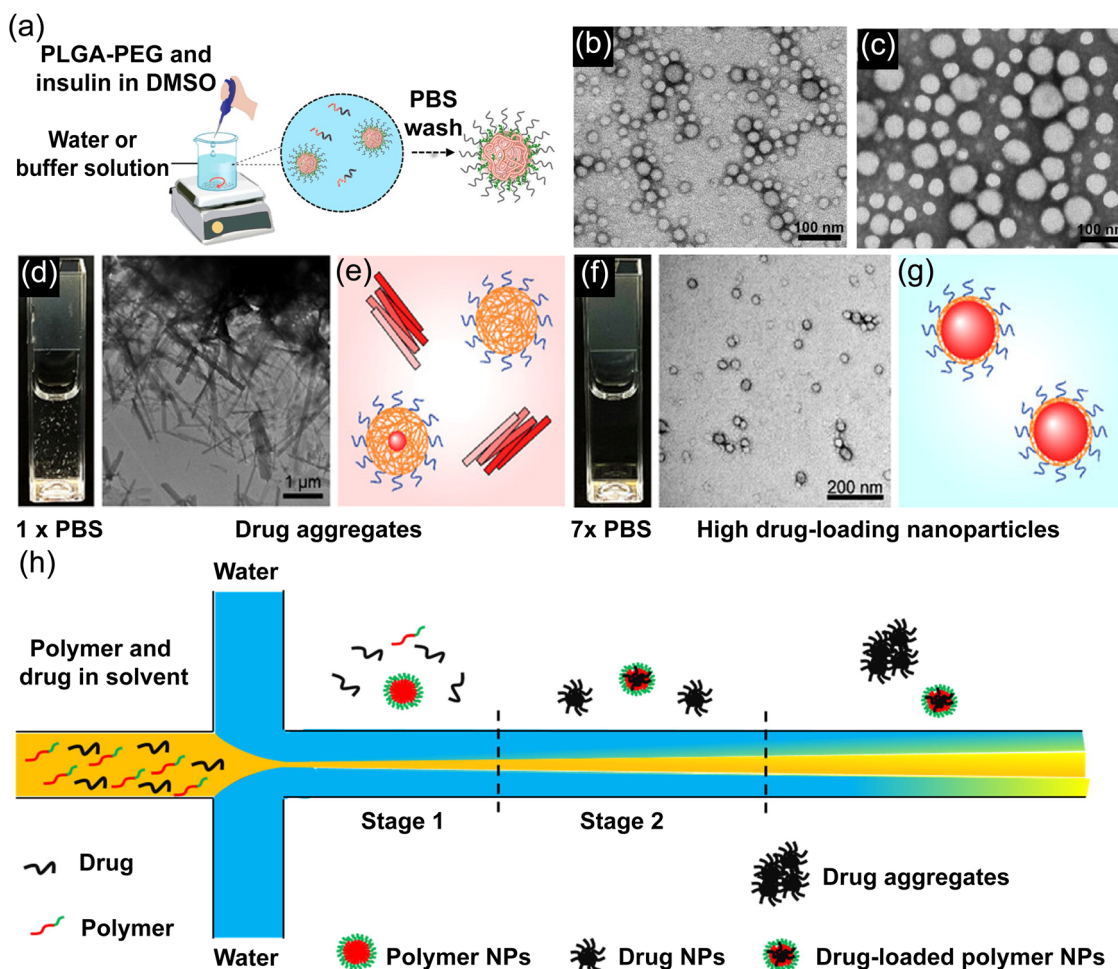 (a)
PLGA-PEG and
insulin in DMSO
Water or
buffer solution
PBS
wash
(b)
100 nm
(c)
100 nm
(d)
1 µm
(e)
(f)
200 nm
(g)
1 x PBS
Drug aggregates
7x PBS
High drug-loading nanoparticles
(h)
Water
Polymer and
drug in solvent
Stage 1
Stage 2
Drug
Drug aggregates
Polymer
Water
Polymer NPs
Drug NPs
Drug-loaded polymer NPs